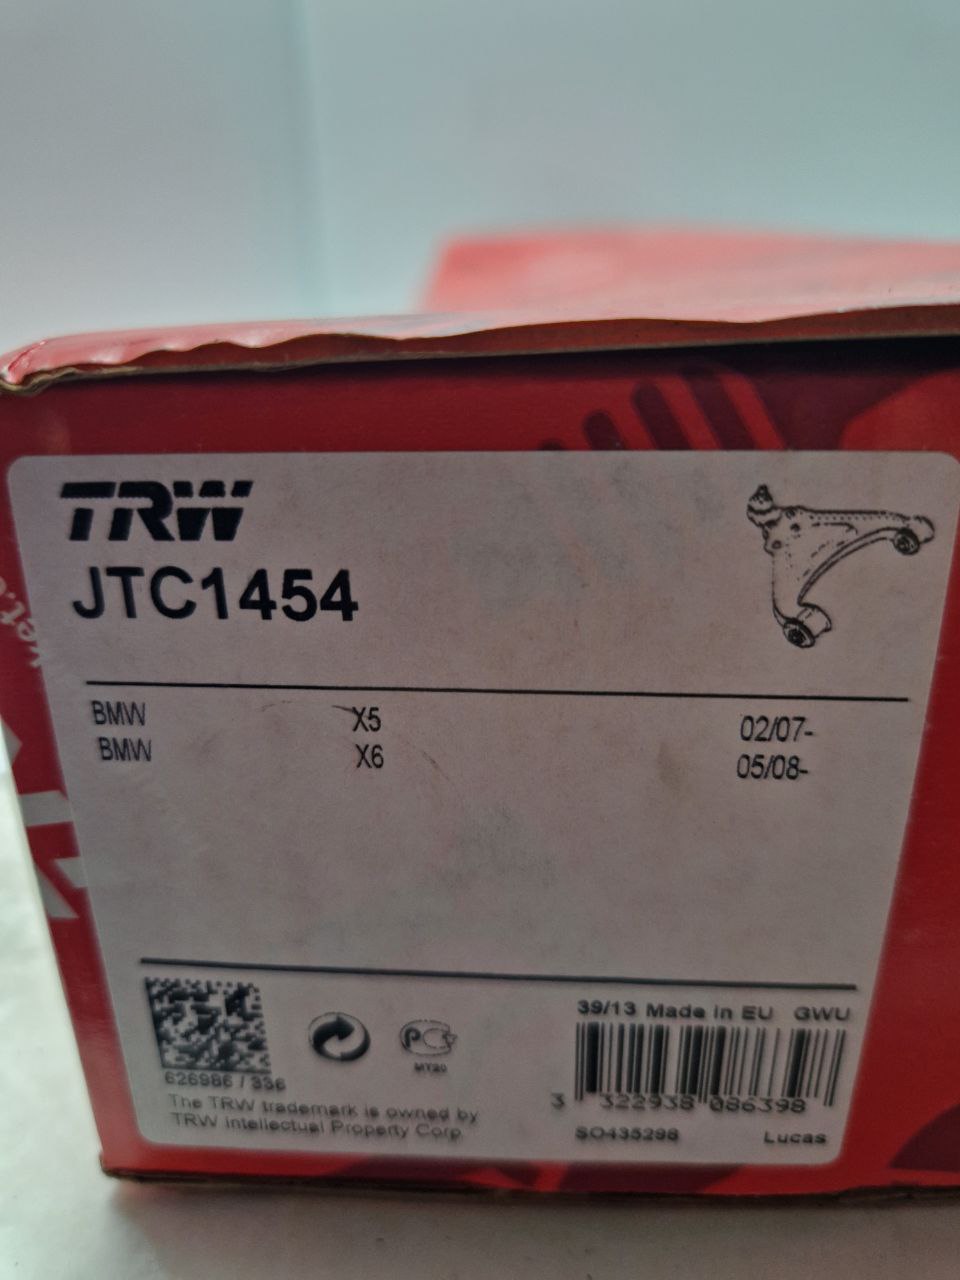 TRW
JTC1454
BMW X5 02/07-
BMW X6 05/08-
39/13 Made in EU GWU
626986 / 336
MY20
3 322938 086398
The TRW trademark is owned by
TRW Intellectual Property Corp.
SO435298 Lucas